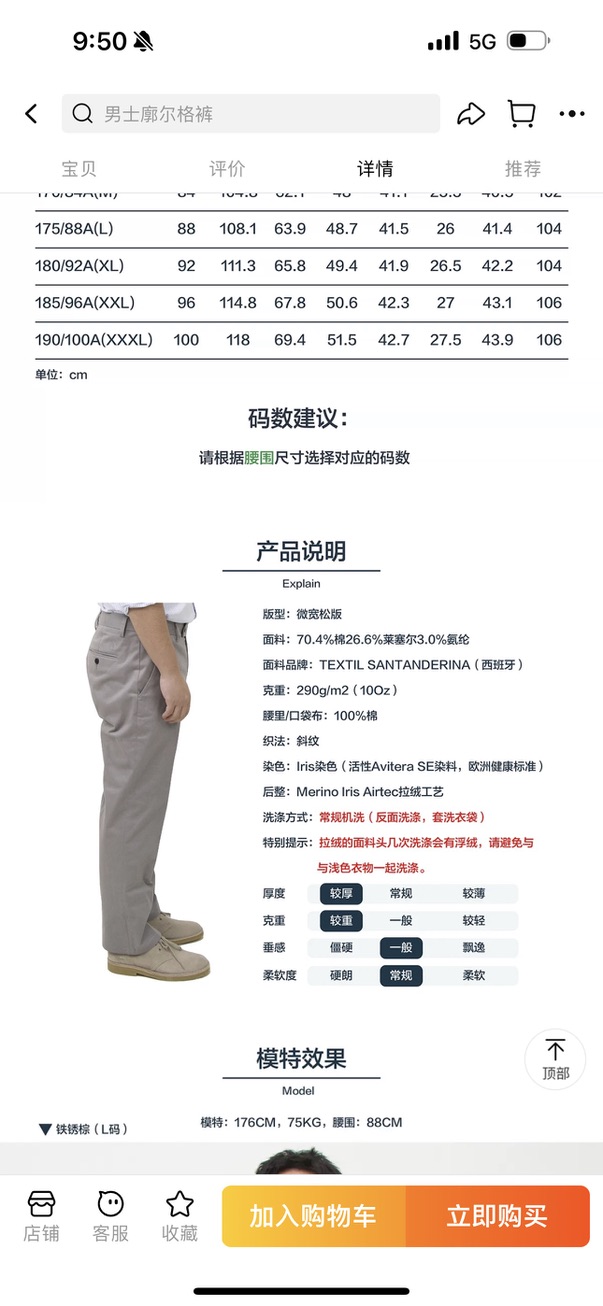 9:50
5G
男士廓尔格裤
宝贝 评价 详情 推荐
175/88A(L) 88 108.1 63.9 48.7 41.5 26 41.4 104
180/92A(XL) 92 111.3 65.8 49.4 41.9 26.5 42.2 104
185/96A(XXL) 96 114.8 67.8 50.6 42.3 27 43.1 106
190/100A(XXXL) 100 118 69.4 51.5 42.7 27.5 43.9 106
单位：cm
码数建议：
请根据腰围尺寸选择对应的码数
产品说明
Explain
版型：微宽松版
面料：70.4%棉26.6%莱塞尔3.0%氨纶
面料品牌：TEXTIL SANTANDERINA（西班牙）
克重：290g/m2（10Oz）
腰里/口袋布：100%棉
织法：斜纹
染色：Iris染色（活性Avitera SE染料，欧洲健康标准）
后整：Merino Iris Airtec拉绒工艺
洗涤方式：常规机洗（反面洗涤，套洗衣袋）
特别提示：拉绒的面料头几次洗涤会有浮绒，请避免与
与浅色衣物一起洗涤。
厚度 较厚 常规 较薄
克重 较重 一般 较轻
垂感 僵硬 一般 飘逸
柔软度 硬朗 常规 柔软
模特效果
Model
顶部
模特：176CM，75KG，腰围：88CM
▼ 铁锈棕（L码）
店铺 客服 收藏 加入购物车 立即购买